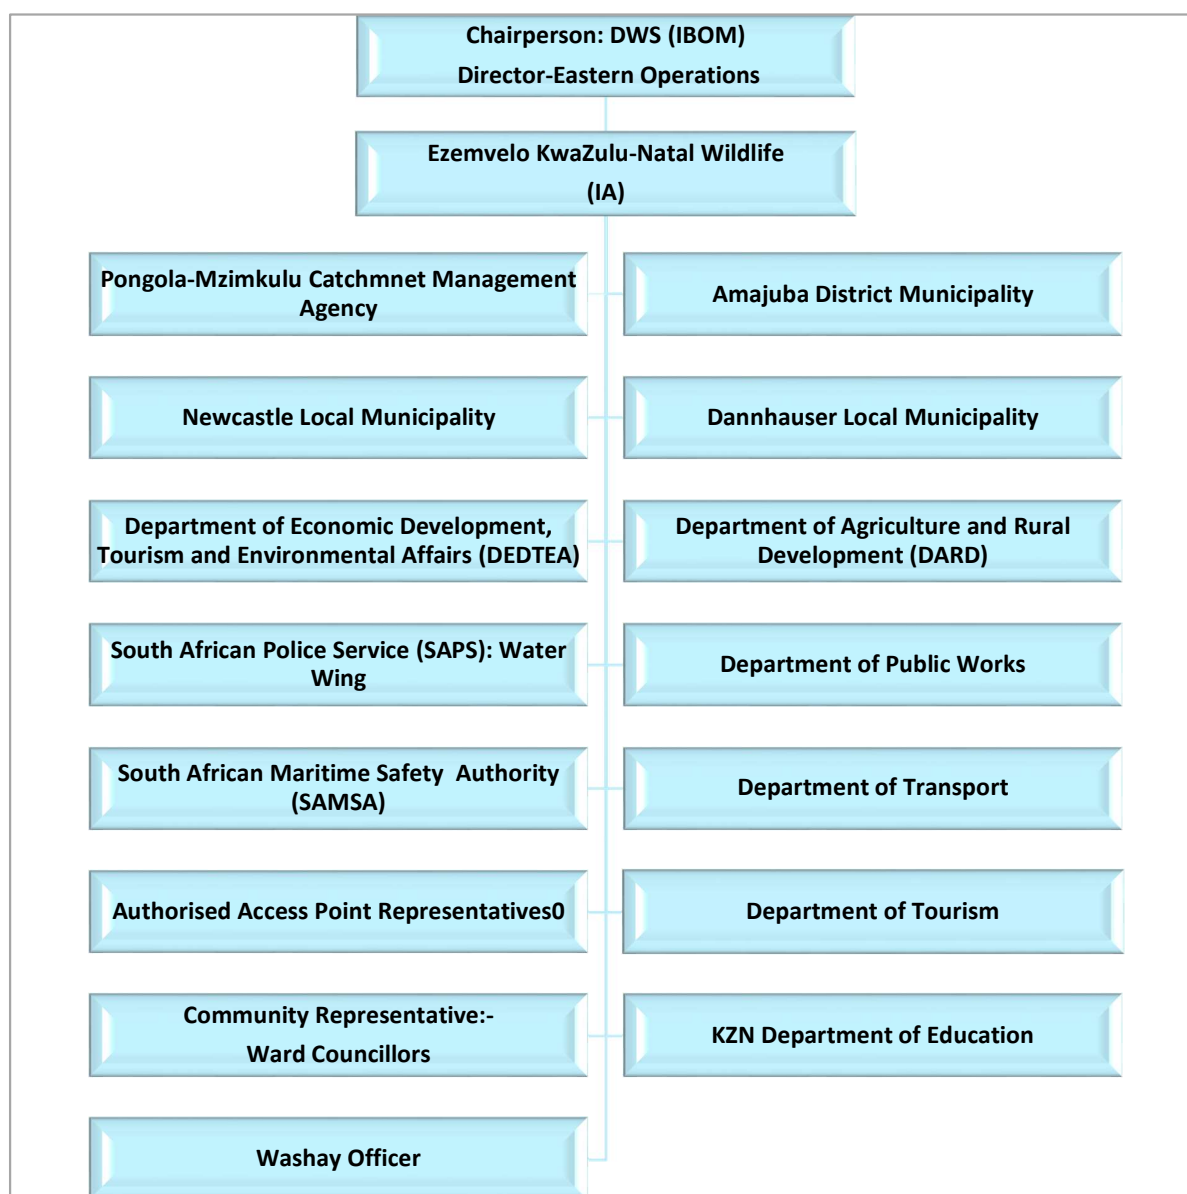 Chairperson: DWS (IBOM)
Director-Eastern Operations
Ezemvelo KwaZulu-Natal Wildlife
(IA)
Pongola-Mzimkulu Catchmnet Management
Agency
Amajuba District Municipality
Newcastle Local Municipality
Dannhauser Local Municipality
Department of Economic Development,
Tourism and Environmental Affairs (DEDTEA)
Department of Agriculture and Rural
Development (DARD)
South African Police Service (SAPS): Water
Wing
Department of Public Works
South African Maritime Safety Authority
(SAMSA)
Department of Transport
Authorised Access Point Representatives0
Department of Tourism
Community Representative:-
Ward Councillors
KZN Department of Education
Washay Officer